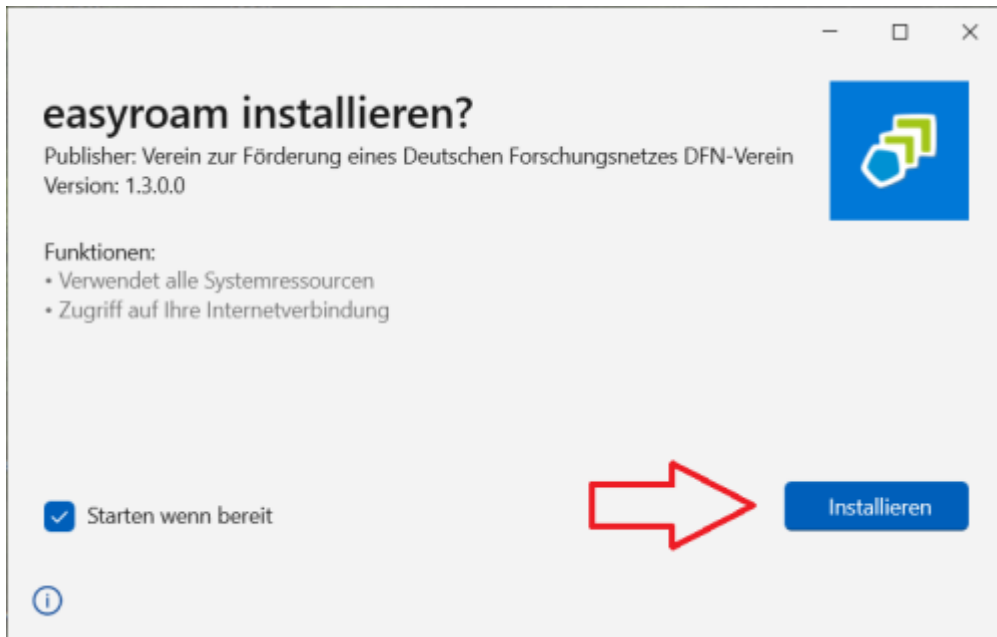 easyroam installieren?
Publisher: Verein zur Förderung eines Deutschen Forschungsnetzes DFN-Verein
Version: 1.3.0.0
Funktionen:
• Verwendet alle Systemressourcen
• Zugriff auf Ihre Internetverbindung
Starten wenn bereit
Installieren